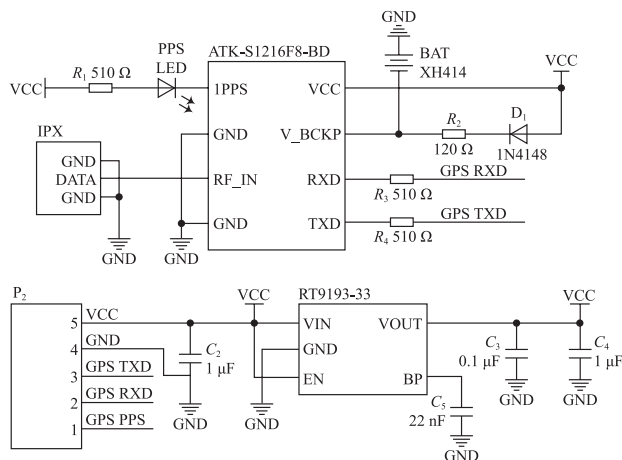 GND
PPS
LED
ATK-S1216F8-BD
BAT
XH414
VCC
R1 510 Ω
VCC
1PPS
VCC
IPX
GND
V_BCKP
R2
120 Ω
D1
1N4148
GND
DATA
GND
RF_IN
RXD
R3 510 Ω
GPS RXD
GND
TXD
R4 510 Ω
GPS TXD
GND
GND
P2
VCC
RT9193-33
VCC
5
VCC
VIN
VOUT
4
GND
C2
1 μF
GND
C3
0.1 μF
C4
1 μF
3
GPS TXD
EN
BP
2
GPS RXD
GND
C5
22 nF
GND
GND
1
GPS PPS
GND